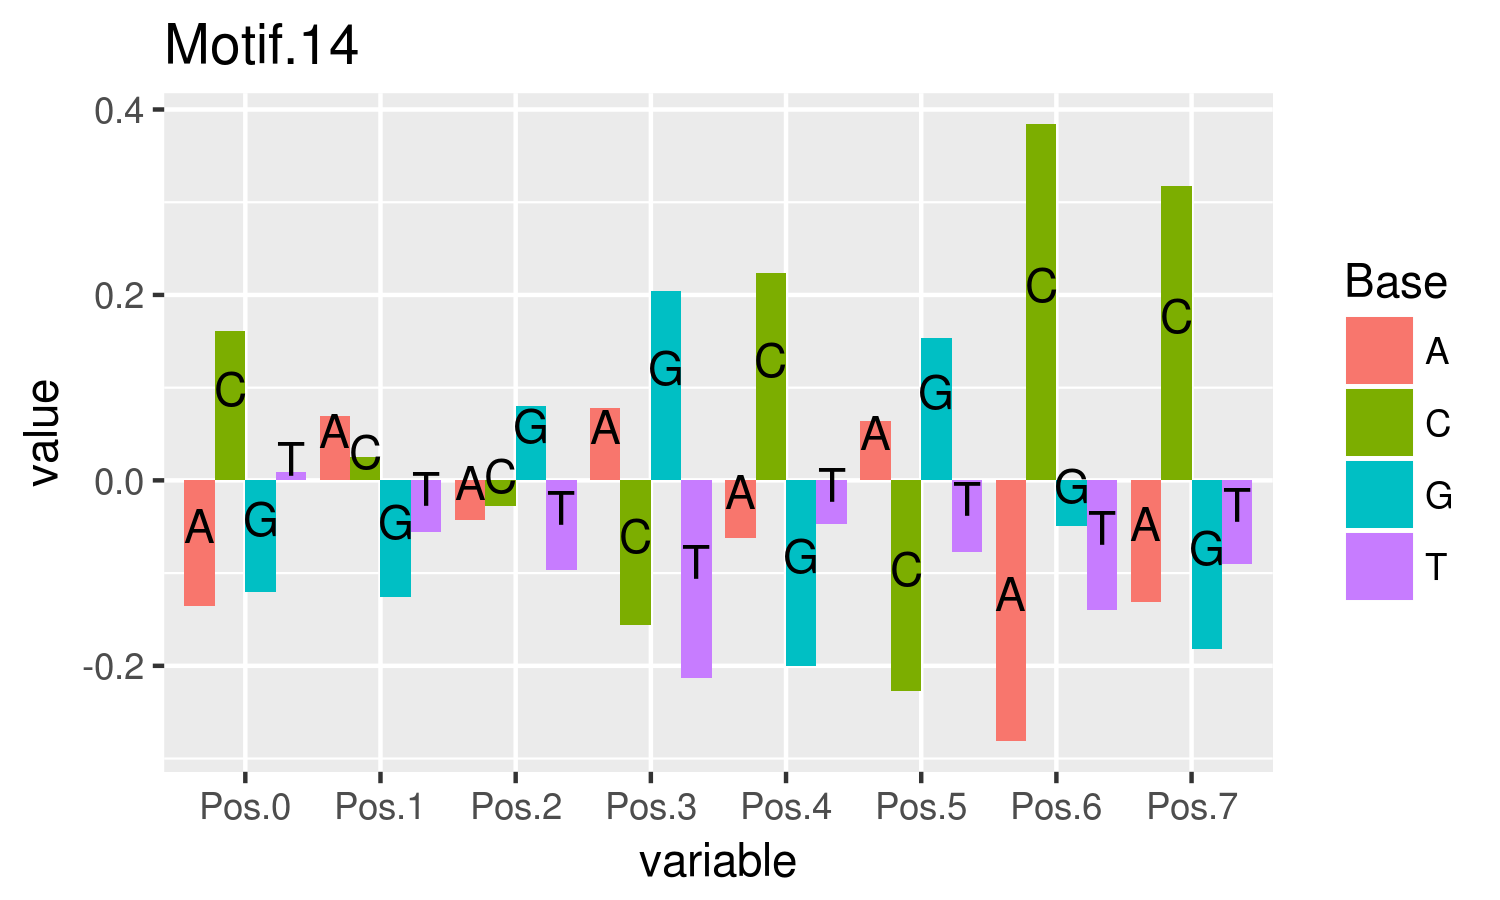 Motif.14
0.4
0.2
0.0
-0.2
value
A C G T A C G T A C G T A C G T A C G T A C G T A C G T A C G T
Pos.0 Pos.1 Pos.2 Pos.3 Pos.4 Pos.5 Pos.6 Pos.7
variable
Base
A
C
G
T